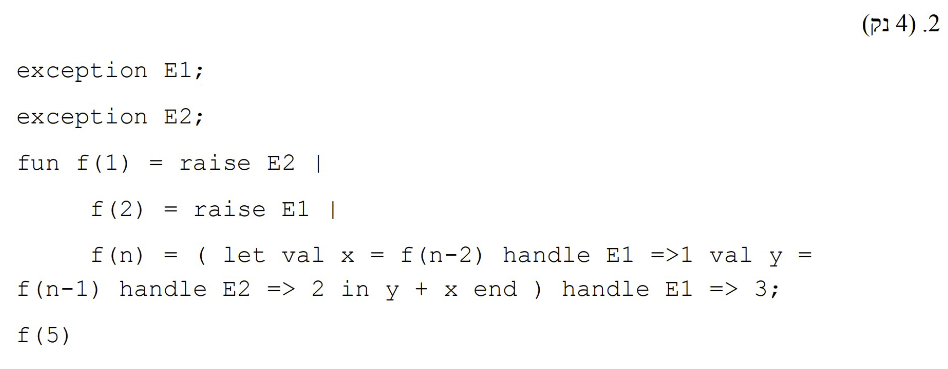 2. (4 נק)
exception E1;
exception E2;
fun f(1) = raise E2 |
f(2) = raise E1 |
f(n) = ( let val x = f(n-2) handle E1 =>1 val y =
f(n-1) handle E2 => 2 in y + x end ) handle E1 => 3;
f(5)